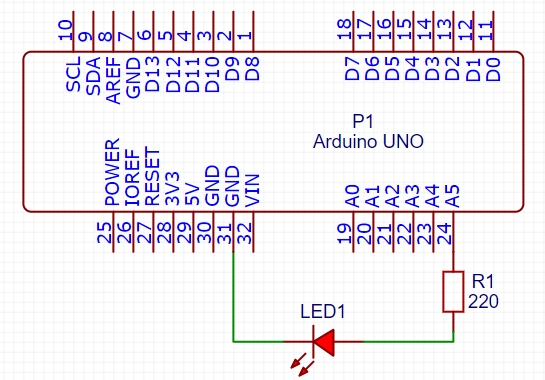 10 9 8 7 6 5 4 3 2 1 18 17 16 15 14 13 12 11
SCL SDA AREF GND D13 D12 D11 D10 D9 D8 D7 D6 D5 D4 D3 D2 D1 D0
P1
Arduino UNO
POWER IOREF RESET 3V3 5V GND GND VIN A0 A1 A2 A3 A4 A5
25 26 27 28 29 30 31 32 19 20 21 22 23 24
R1
220
LED1